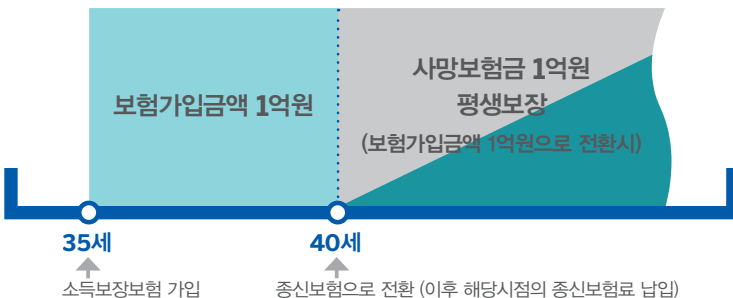 보험가입금액 1억원
사망보험금 1억원
평생보장
(보험가입금액 1억원으로 전환시)
35세
40세
소득보장보험 가입
종신보험으로 전환 (이후 해당시점의 종신보험료 납입)